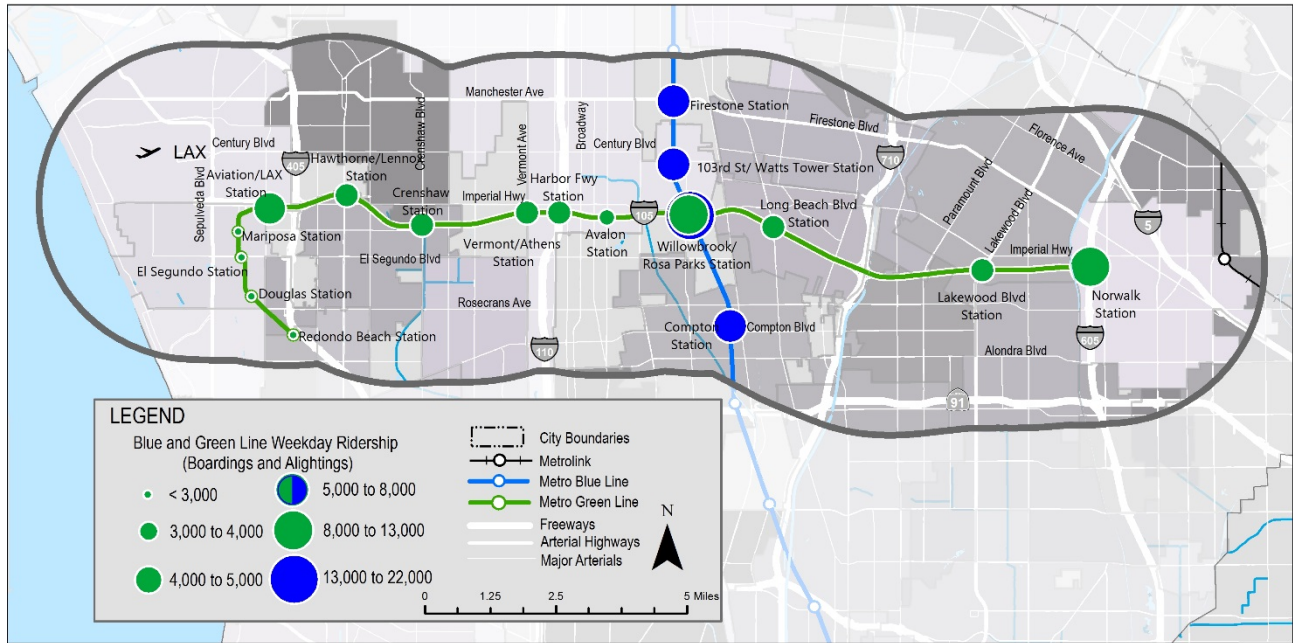 Manchester Ave
Firestone Station
Firestone Blvd
Florence Ave
LAX
Century Blvd
405
Hawthorne/Lennox
Station
Crenshaw Blvd
Vermont Ave
Broadway
Century Blvd
103rd St/ Watts Tower Station
710
Paramount Blvd
Lakewood Blvd
Aviation/LAX
Station
Sepulveda Blvd
Crenshaw
Station
Imperial Hwy
Harbor Fwy
Station
105
Long Beach Blvd
Station
5
Mariposa Station
Vermont/Athens
Station
Avalon
Station
Willowbrook/
Rosa Parks Station
Imperial Hwy
El Segundo Station
El Segundo Blvd
Douglas Station
Rosecrans Ave
Lakewood Blvd
Station
Norwalk
Station
Redondo Beach Station
110
Compton
Station
Compton Blvd
Alondra Blvd
605
91
LEGEND
Blue and Green Line Weekday Ridership
(Boardings and Alightings)
< 3,000
5,000 to 8,000
3,000 to 4,000
8,000 to 13,000
4,000 to 5,000
13,000 to 22,000
City Boundaries
Metrolink
Metro Blue Line
Metro Green Line
Freeways
Arterial Highways
Major Arterials
N
0 1.25 2.5 5 Miles